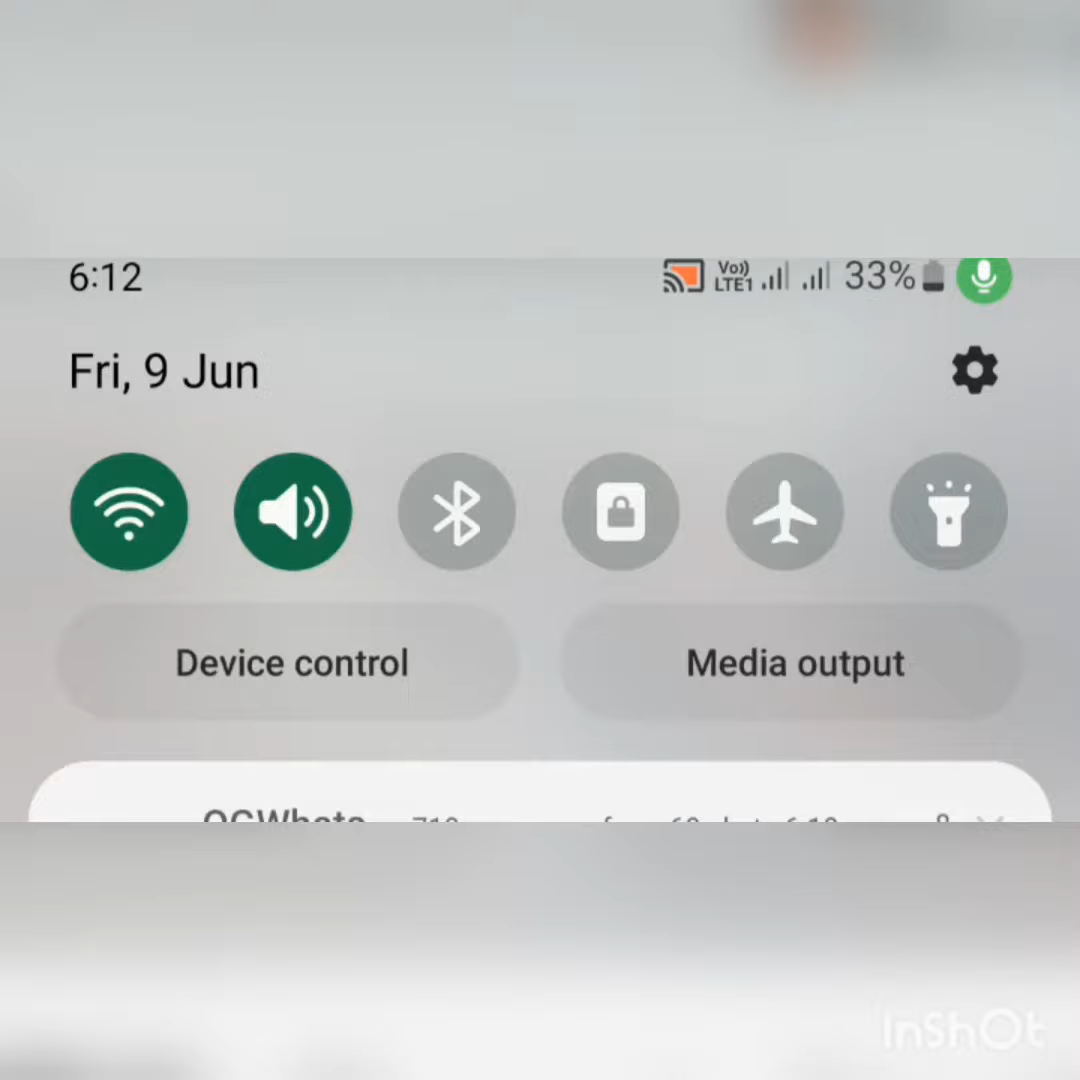 6:12 Vo)) LTE1 33%
Fri, 9 Jun
Device control Media output
InShOt